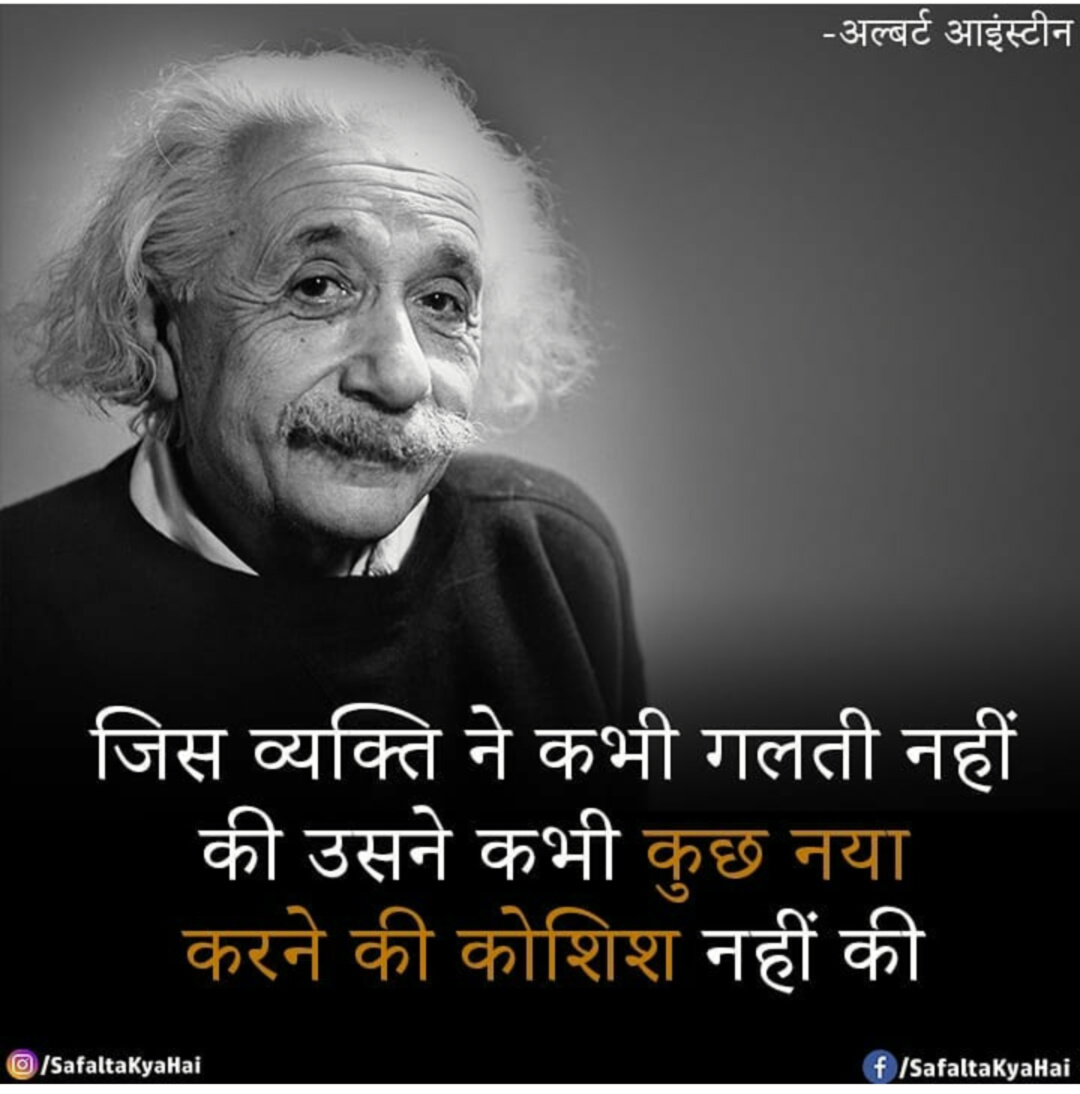 -अल्बर्ट आइंस्टीन
जिस व्यक्ति ने कभी गलती नहीं
की उसने कभी कुछ नया
करने की कोशिश नहीं की
/SafaltaKyaHai
/SafaltaKyaHai